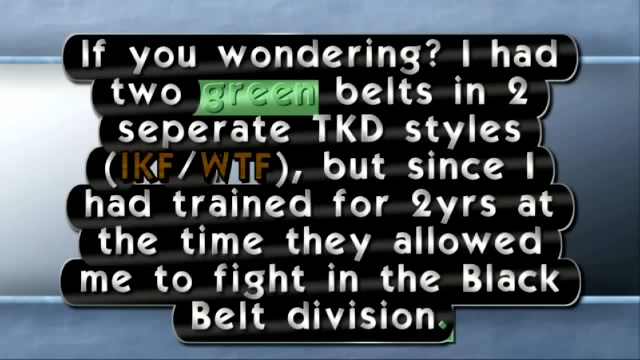 If you wondering? I had
two green belts in 2
seperate TKD styles
(IKF/WTF), but since I
had trained for 2yrs at
the time they allowed
me to fight in the Black
Belt division.